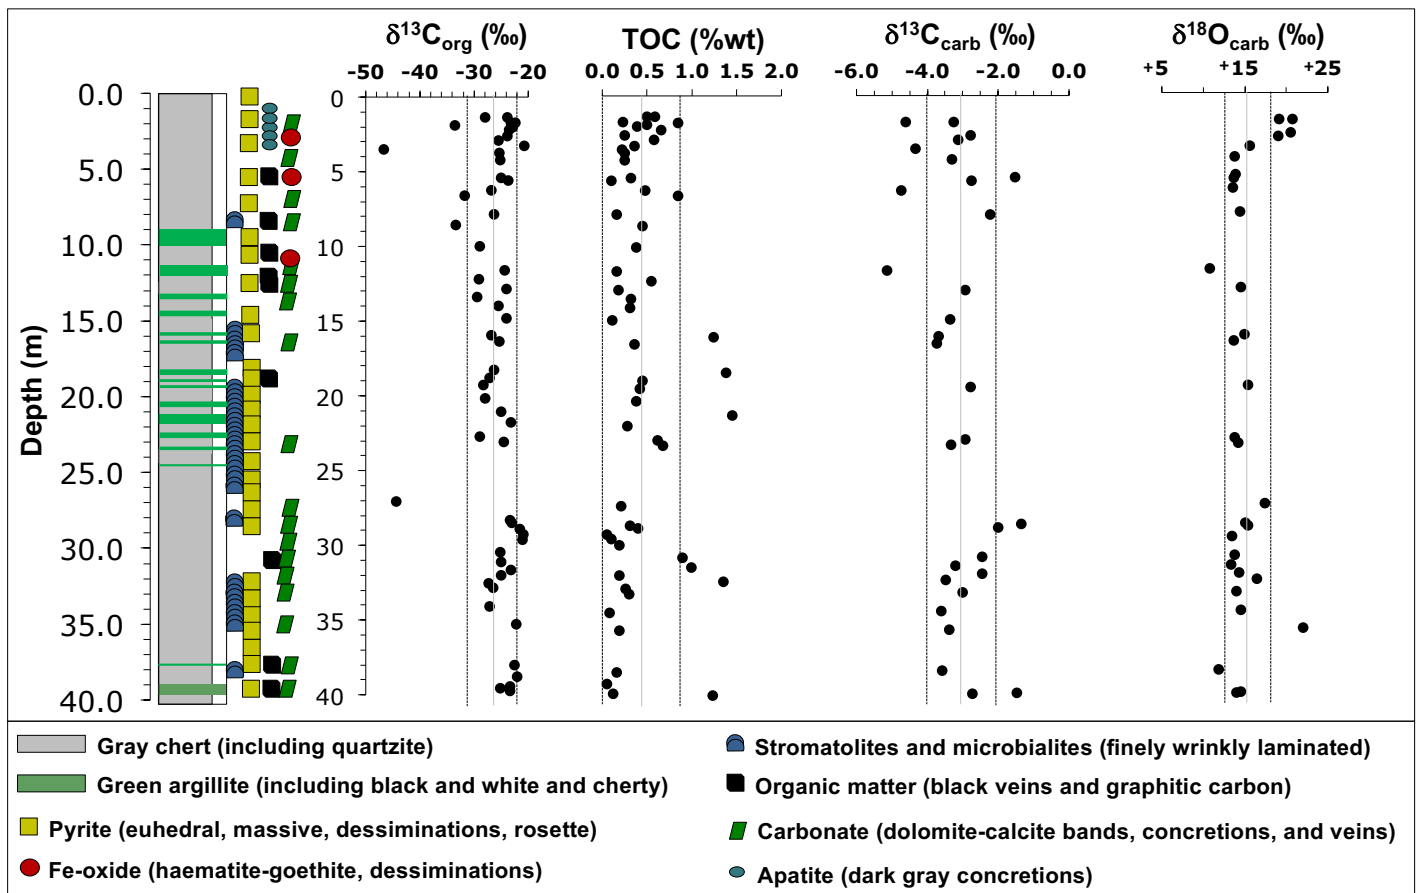 δ13Corg (‰) TOC (%wt) δ13Ccarb (‰) δ18Ocarb (‰)
-50 -40 -30 -20 0.0 0.5 1.0 1.5 2.0 -6.0 -4.0 -2.0 0.0 +5 +15 +25
0.0 0
5.0 5
10.0 10
15.0 15
20.0 20
25.0 25
30.0 30
35.0 35
40.0 40
Depth (m)
Gray chert (including quartzite)
Green argillite (including black and white and cherty)
Pyrite (euhedral, massive, dessiminations, rosette)
Fe-oxide (haematite-goethite, dessiminations)
Stromatolites and microbialites (finely wrinkly laminated)
Organic matter (black veins and graphitic carbon)
Carbonate (dolomite-calcite bands, concretions, and veins)
Apatite (dark gray concretions)